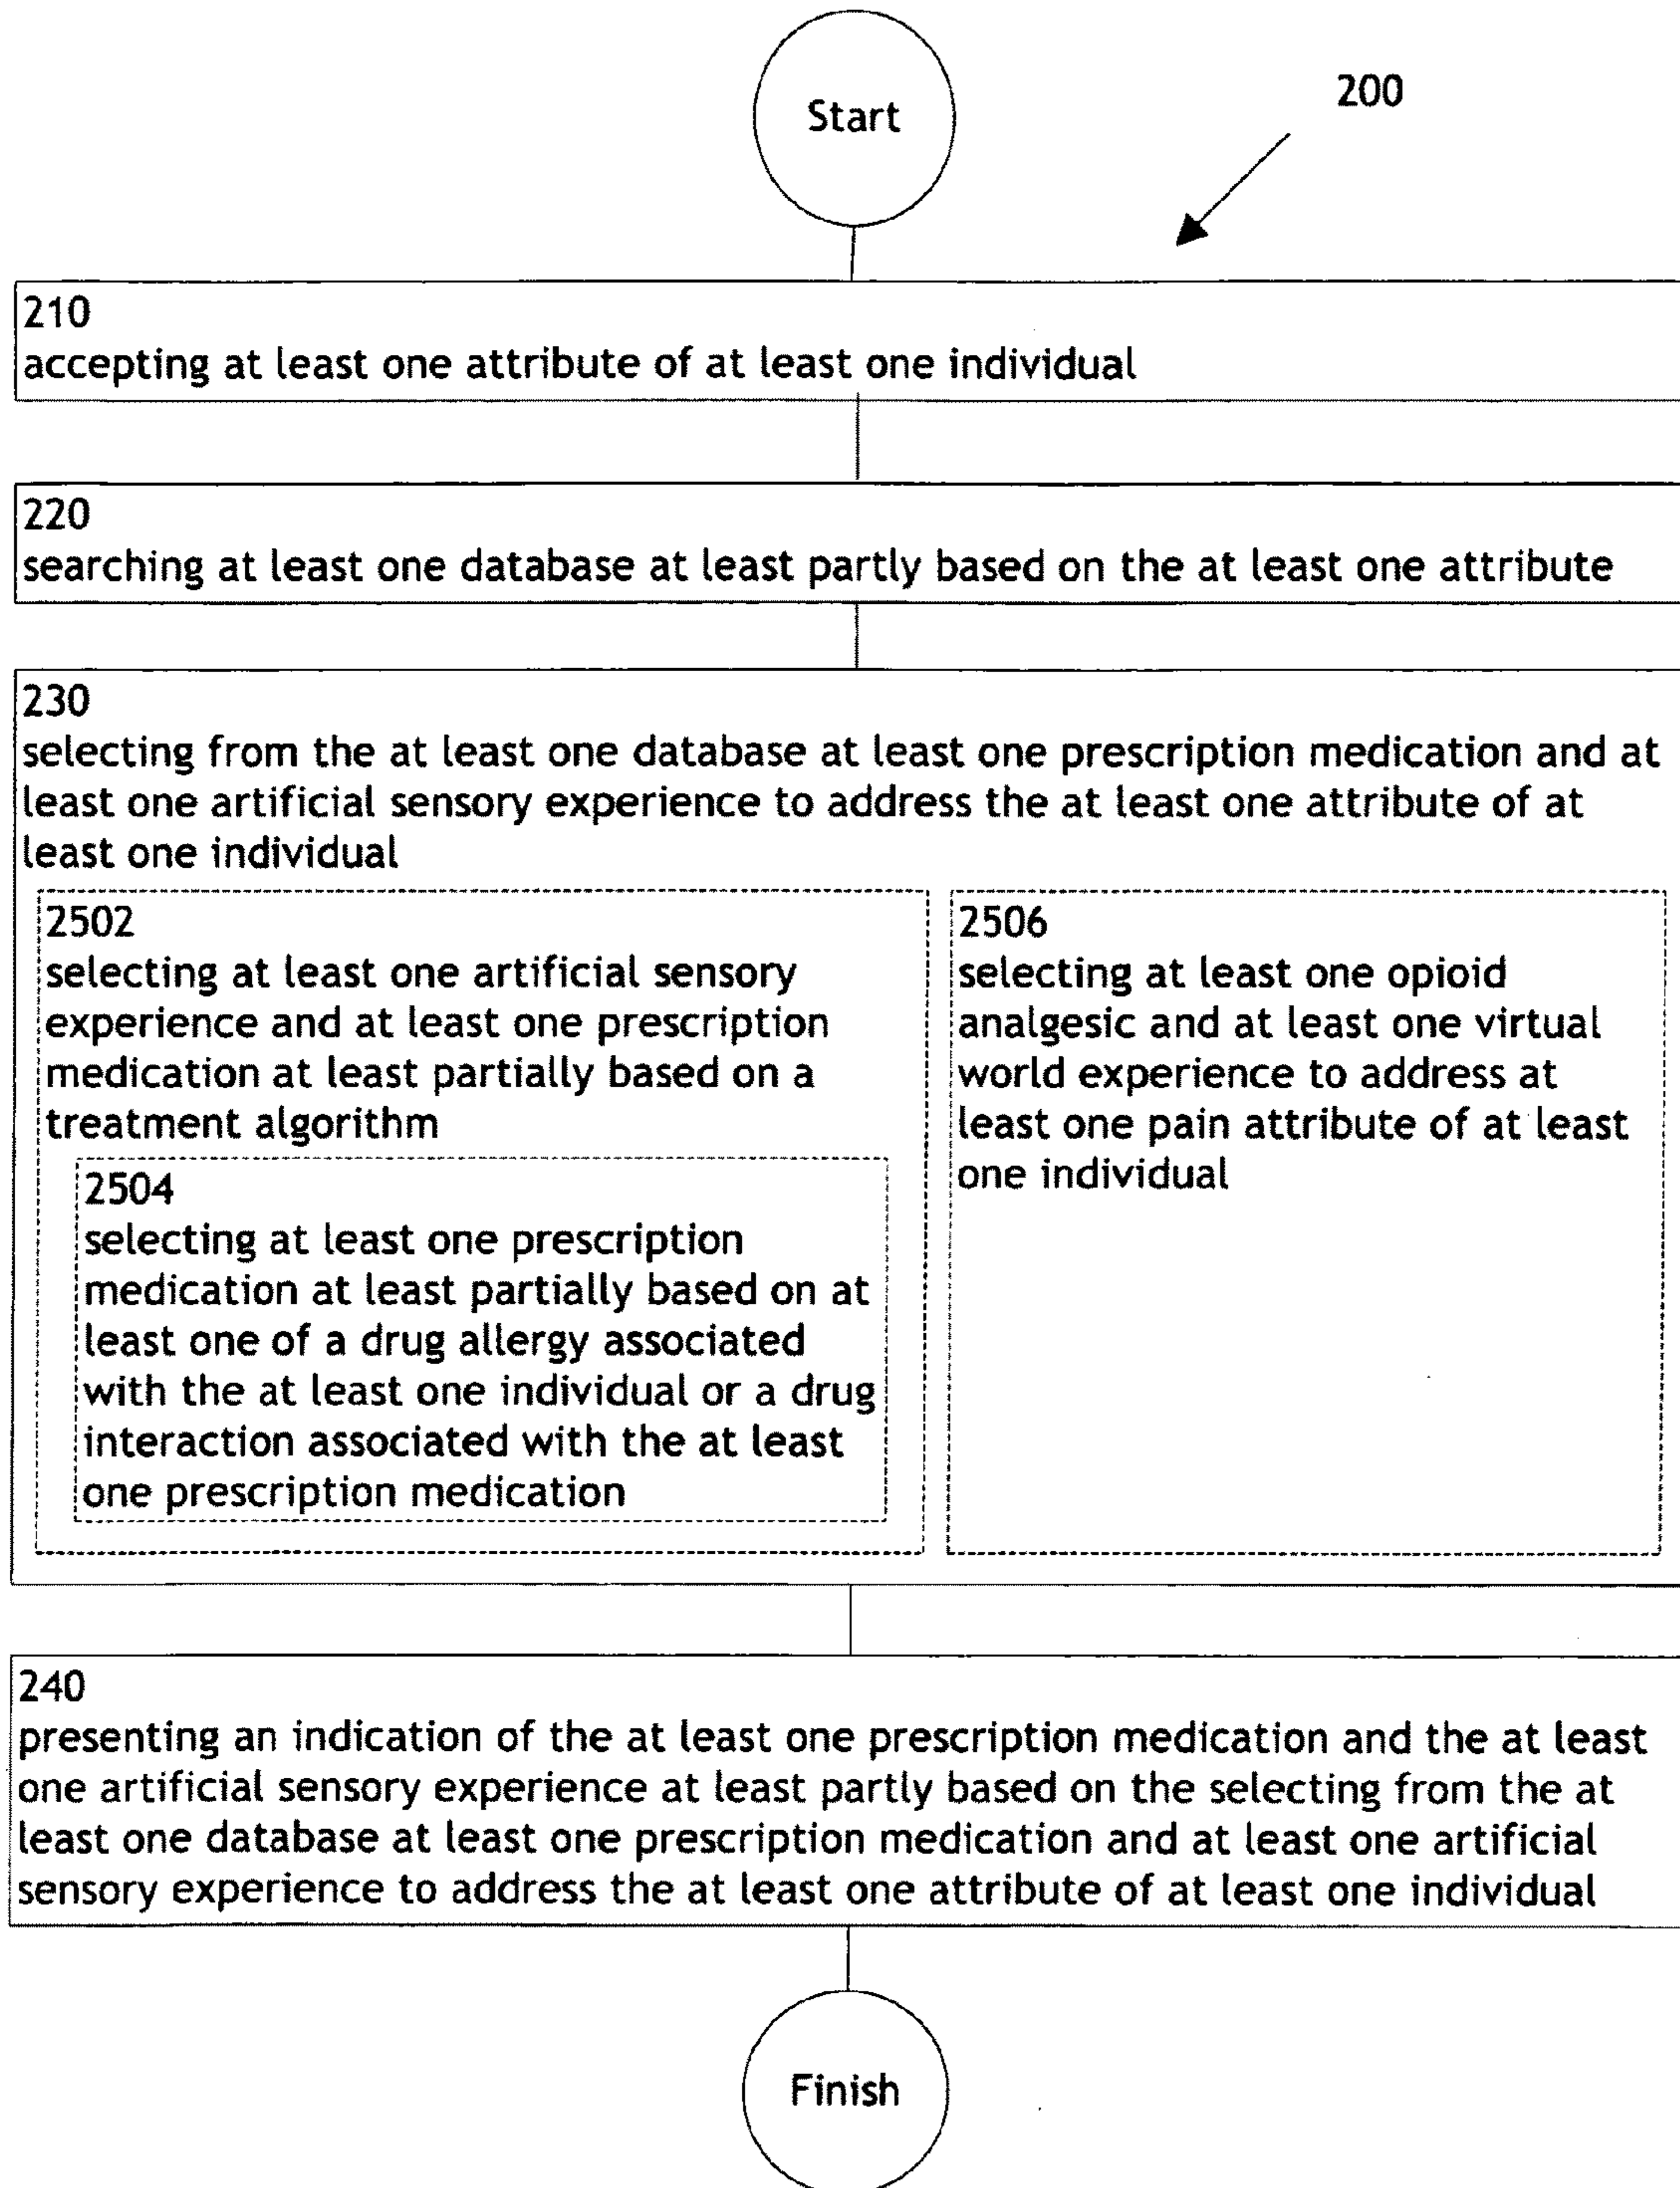 Start
200
210
accepting at least one attribute of at least one individual
220
searching at least one database at least partly based on the at least one attribute
230
selecting from the at least one database at least one prescription medication and at
least one artificial sensory experience to address the at least one attribute of at
least one individual
2502
selecting at least one artificial sensory
experience and at least one prescription
medication at least partially based on a
treatment algorithm
2504
selecting at least one prescription
medication at least partially based on at
least one of a drug allergy associated
with the at least one individual or a drug
interaction associated with the at least
one prescription medication
2506
selecting at least one opioid
analgesic and at least one virtual
world experience to address at
least one pain attribute of at least
one individual
240
presenting an indication of the at least one prescription medication and the at least
one artificial sensory experience at least partly based on the selecting from the at
least one database at least one prescription medication and at least one artificial
sensory experience to address the at least one attribute of at least one individual
Finish